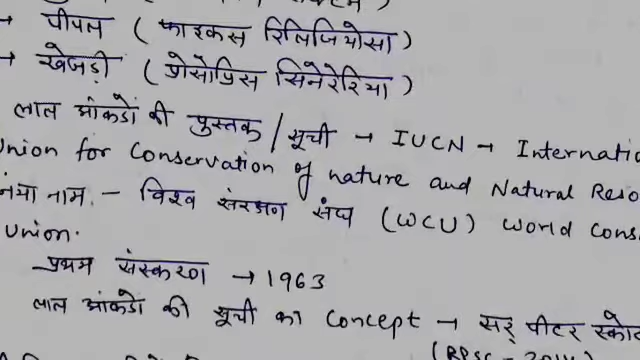 → पीपल ( फाइकस रिलिजियोसा )
→ खेजड़ी ( प्रोसोपिस सिनेरेरिया )
लाल आंकडों की पुस्तक / सूची → IUCN → Internatio
Union for Conservation of nature and Natural Reso
नया नाम - विश्व संरक्षण संघ (WCU) World Cons
Union.
प्रथम संस्करण → 1963
लाल आंकडों की सूची का Concept → सर् पीटर स्कॉ
(RPSC - 2014)